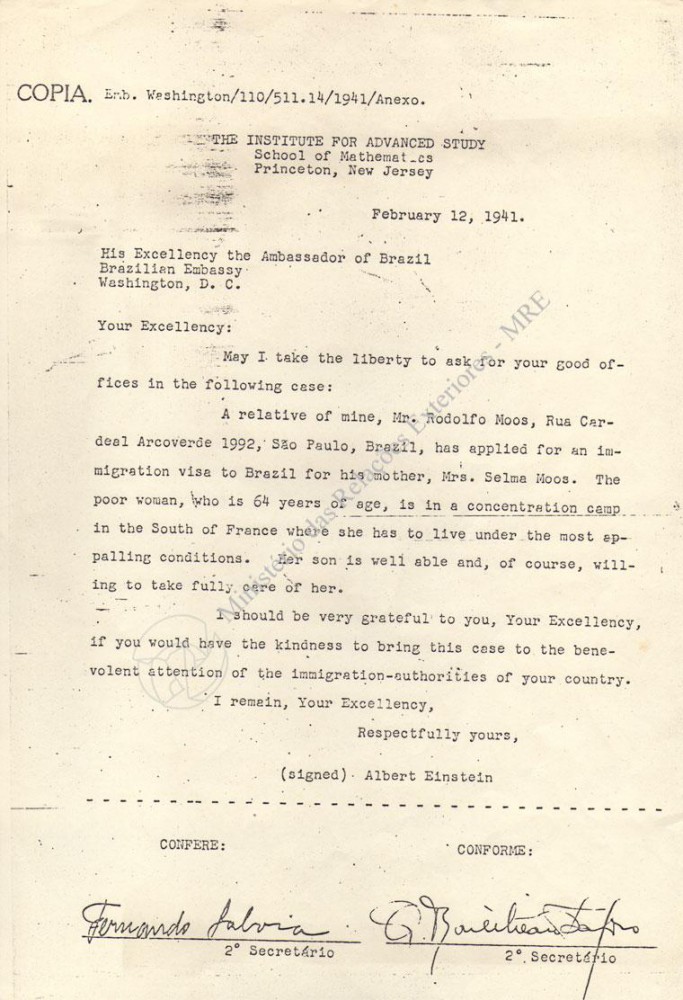 COPIA. Emb. Washington/110/511.14/1941/Anexo.
THE INSTITUTE FOR ADVANCED STUDY
School of Mathematics
Princeton, New Jersey
February 12, 1941.
His Excellency the Ambassador of Brazil
Brazilian Embassy
Washington, D. C.
Your Excellency:
May I take the liberty to ask for your good of-
fices in the following case:
A relative of mine, Mr. Rodolfo Moos, Rua Car-
deal Arcoverde 1992, São Paulo, Brazil, has applied for an im-
migration visa to Brazil for his mother, Mrs. Selma Moos. The
poor woman, who is 64 years of age, is in a concentration camp
in the South of France where she has to live under the most ap-
palling conditions. Her son is well able and, of course, will-
ing to take fully care of her.
I should be very grateful to you, Your Excellency,
if you would have the kindness to bring this case to the bene-
volent attention of the immigration-authorities of your country.
I remain, Your Excellency,
Respectfully yours,
(signed) Albert Einstein
CONFERE:
CONFORME:
Fernando
2º Secretário
2º Secretário
Ministério das Relações Exteriores - MRE